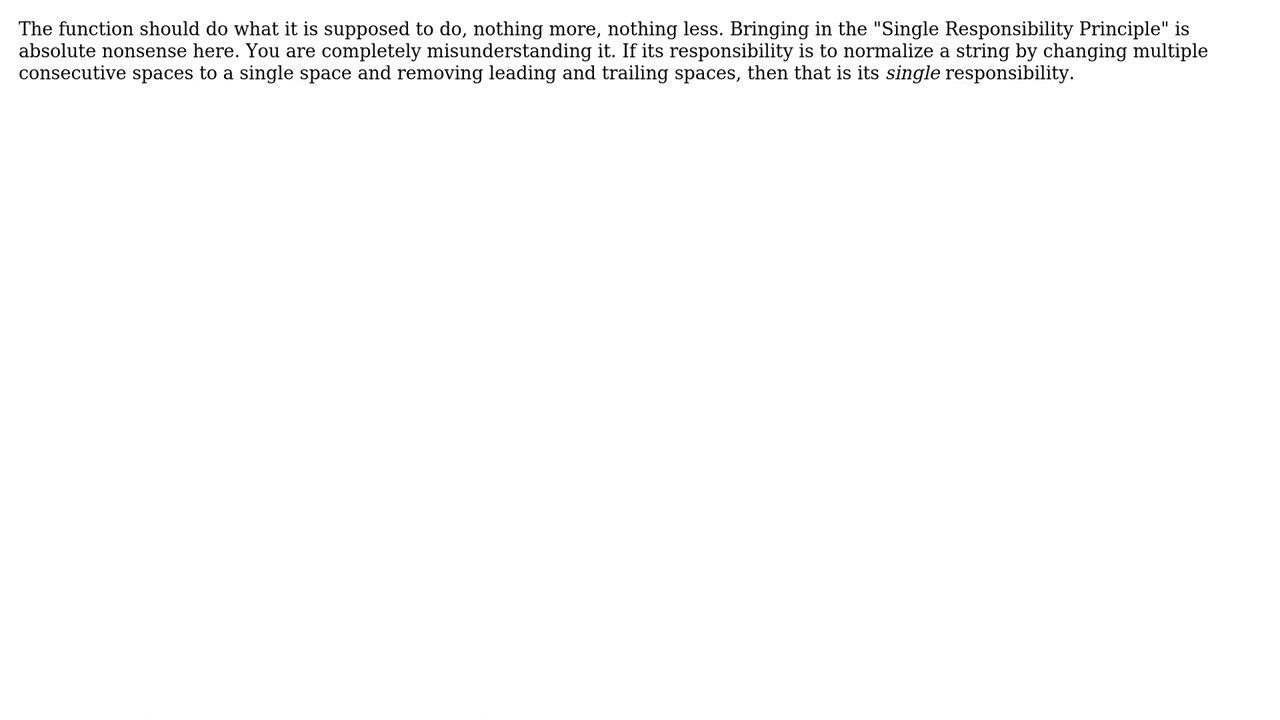 The function should do what it is supposed to do, nothing more, nothing less. Bringing in the "Single Responsibility Principle" is
absolute nonsense here. You are completely misunderstanding it. If its responsibility is to normalize a string by changing multiple
consecutive spaces to a single space and removing leading and trailing spaces, then that is its single responsibility.